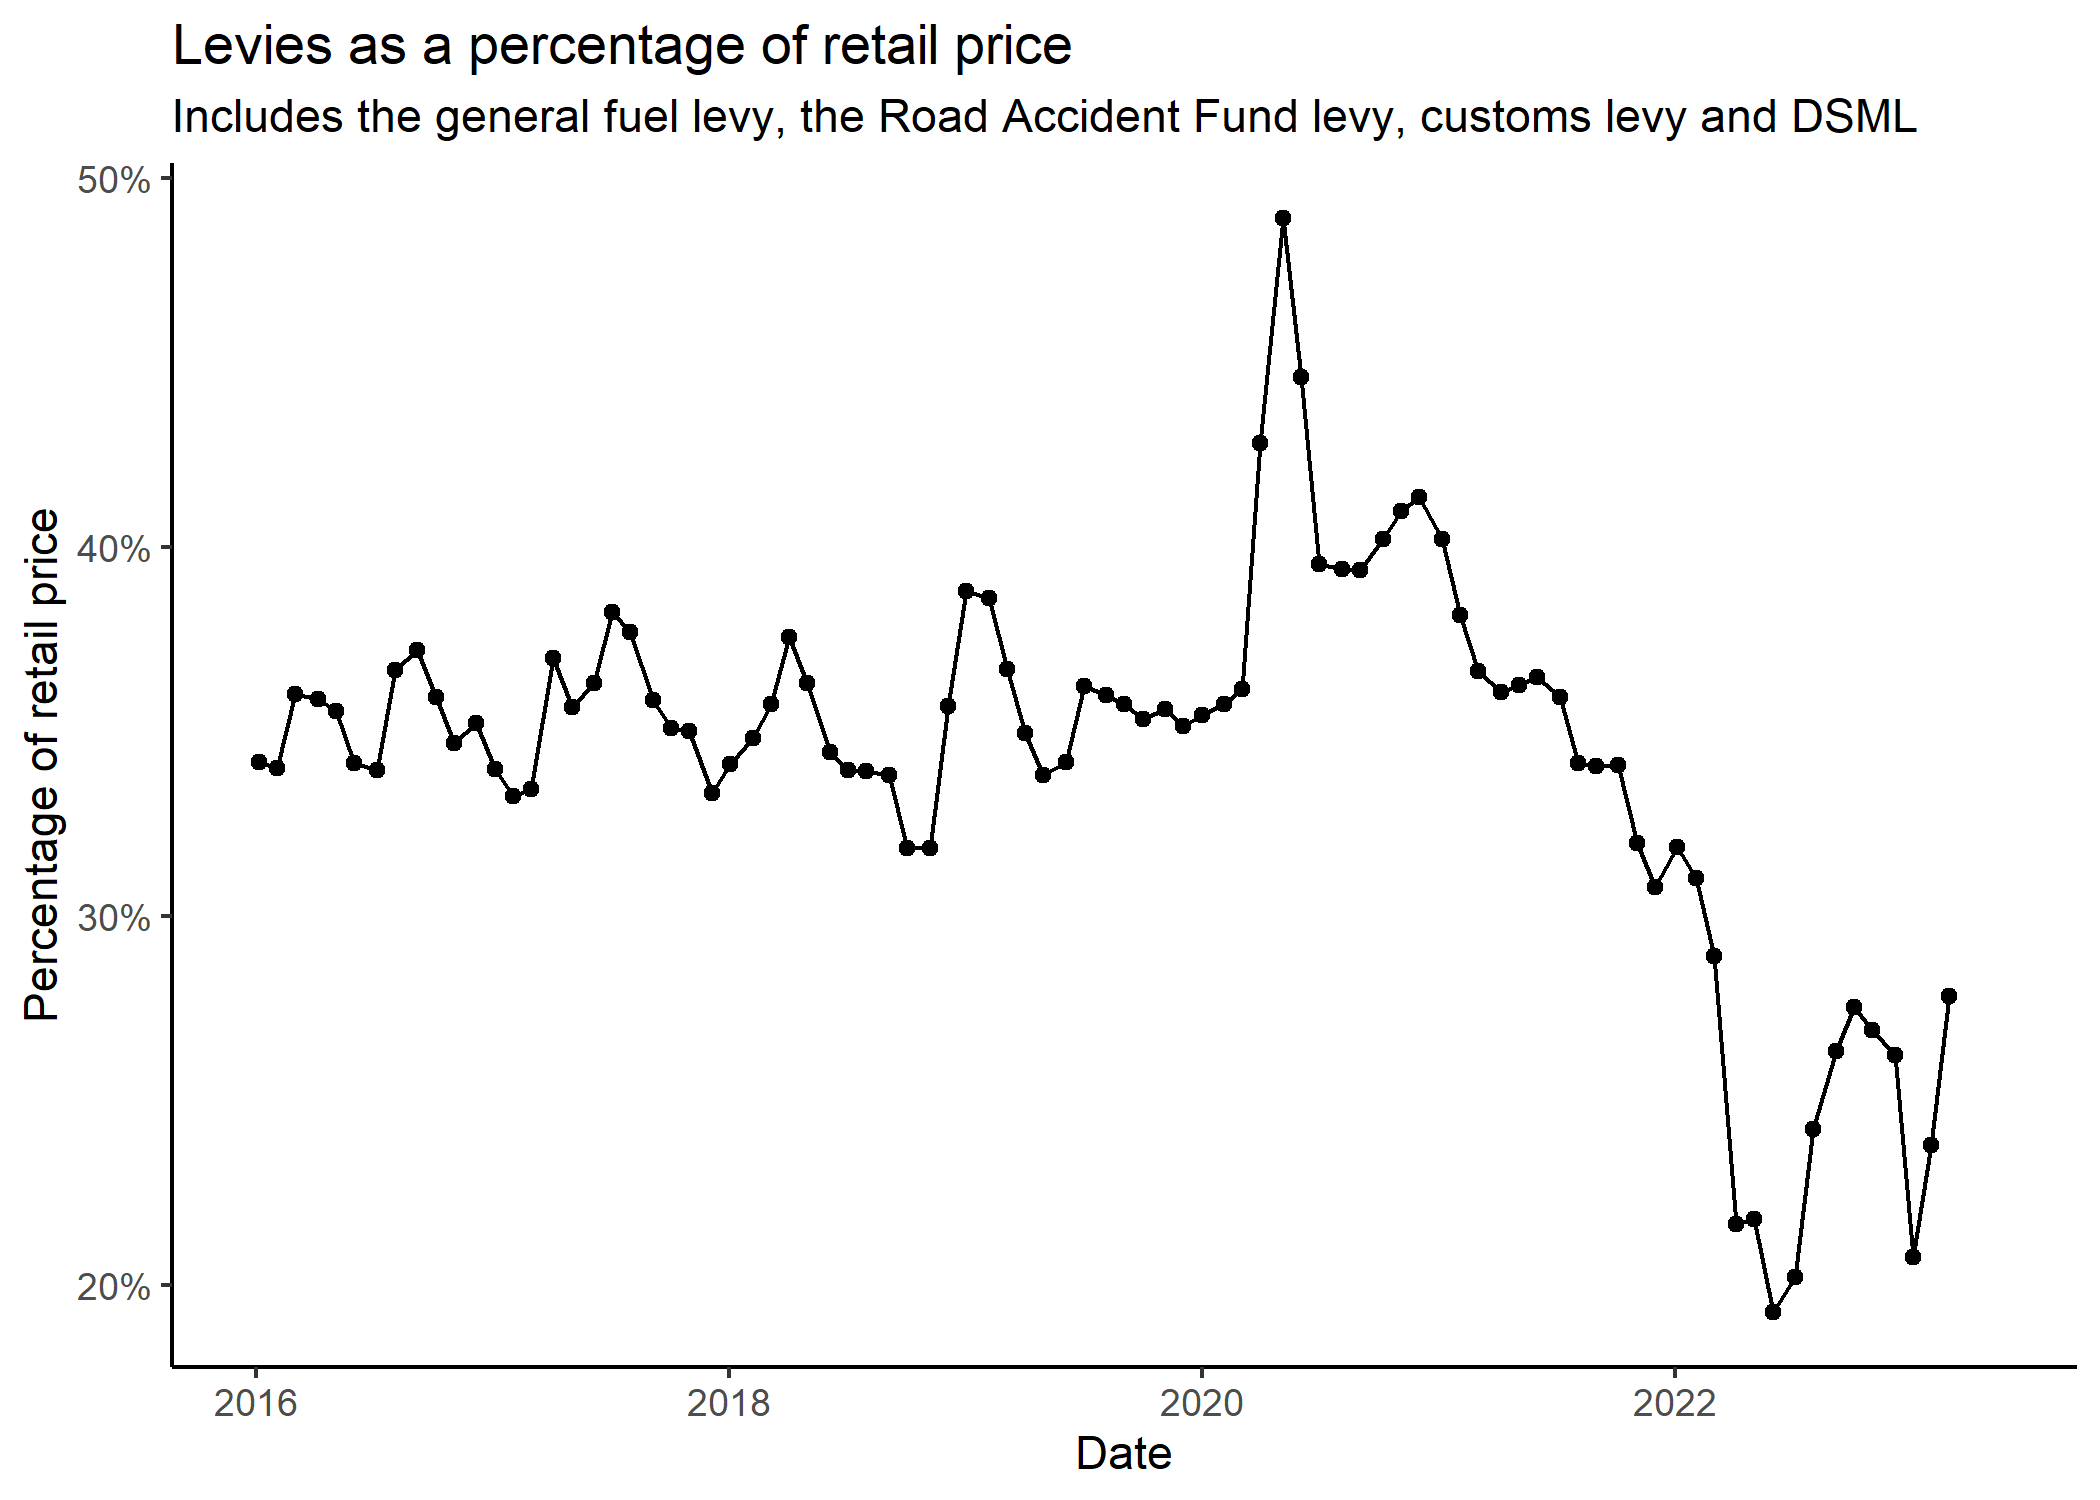 Levies as a percentage of retail price
Includes the general fuel levy, the Road Accident Fund levy, customs levy and DSML
Percentage of retail price
50%
40%
30%
20%
2016
2018
2020
2022
Date